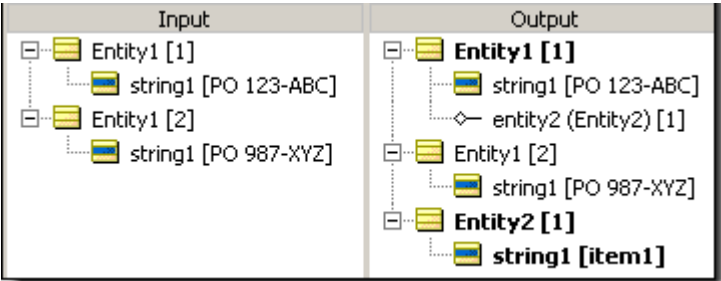 Input
Entity1 [1]
string1 [PO 123-ABC]
Entity1 [2]
string1 [PO 987-XYZ]
Output
Entity1 [1]
string1 [PO 123-ABC]
entity2 (Entity2) [1]
Entity1 [2]
string1 [PO 987-XYZ]
Entity2 [1]
string1 [item1]